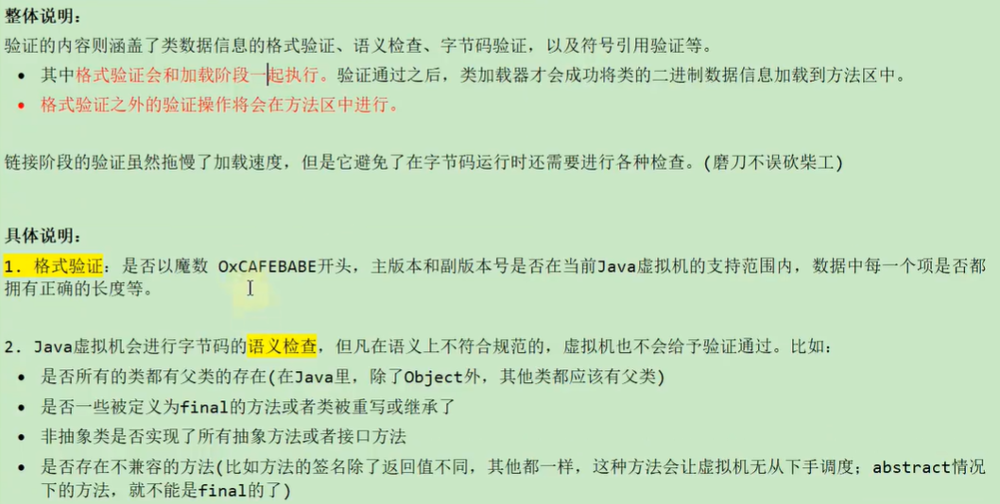 整体说明：
验证的内容则涵盖了类数据信息的格式验证、语义检查、字节码验证，以及符号引用验证等。
• 其中格式验证会和加载阶段一起执行。验证通过之后，类加载器才会成功将类的二进制数据信息加载到方法区中。
• 格式验证之外的验证操作将会在方法区中进行。
链接阶段的验证虽然拖慢了加载速度，但是它避免了在字节码运行时还需要进行各种检查。(磨刀不误砍柴工)
具体说明：
1. 格式验证：是否以魔数 OxCAFEBABE开头，主版本和副版本号是否在当前Java虚拟机的支持范围内，数据中每一个项是否都
拥有正确的长度等。
2. Java虚拟机会进行字节码的语义检查，但凡在语义上不符合规范的，虚拟机也不会给予验证通过。比如：
• 是否所有的类都有父类的存在(在Java里，除了Object外，其他类都应该有父类)
• 是否一些被定义为final的方法或者类被重写或继承了
• 非抽象类是否实现了所有抽象方法或者接口方法
• 是否存在不兼容的方法(比如方法的签名除了返回值不同，其他都一样，这种方法会让虚拟机无从下手调度；abstract情况
下的方法，就不能是final的了)